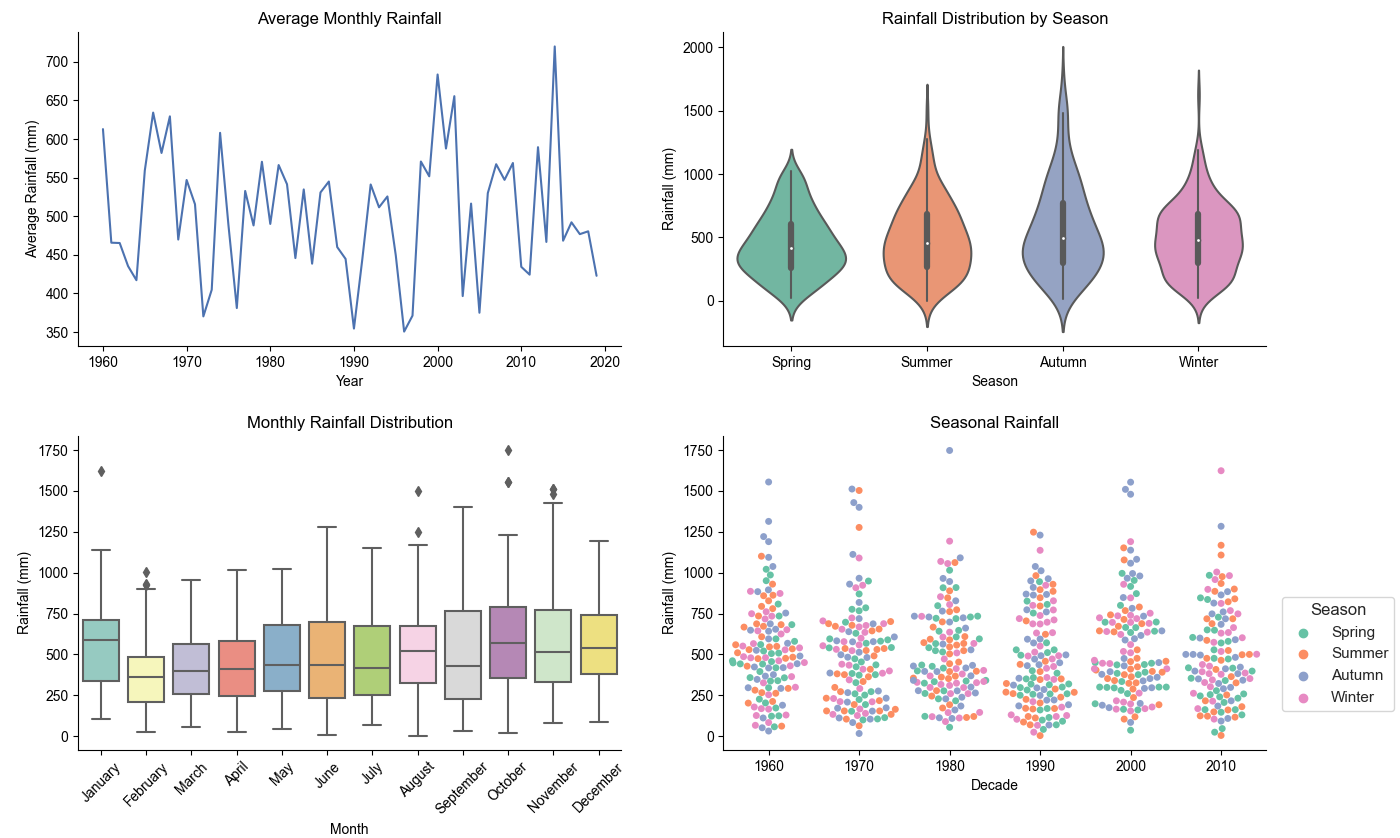 Average Monthly Rainfall
Average Rainfall (mm)
700
650
600
550
500
450
400
350
1960 1970 1980 1990 2000 2010 2020
Year
Rainfall Distribution by Season
Rainfall (mm)
2000
1500
1000
500
0
Spring Summer Autumn Winter
Season
Monthly Rainfall Distribution
Rainfall (mm)
1750
1500
1250
1000
750
500
250
0
January February March April May June July August September October November December
Month
Seasonal Rainfall
Rainfall (mm)
1750
1500
1250
1000
750
500
250
0
1960 1970 1980 1990 2000 2010
Decade
Season
Spring
Summer
Autumn
Winter